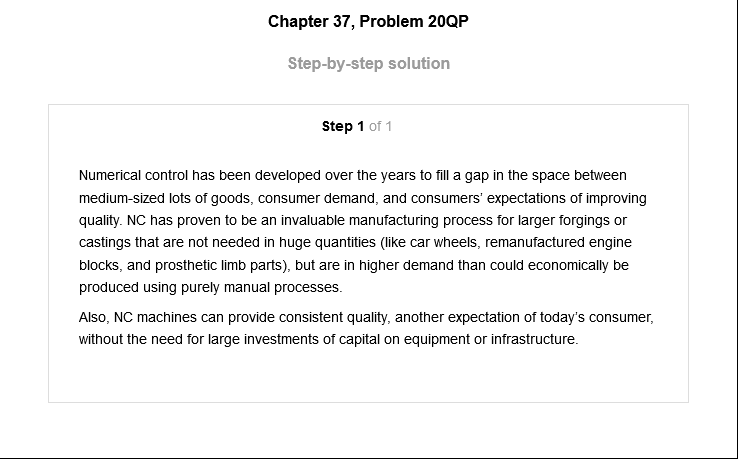 Chapter 37, Problem 20QP
Step-by-step solution
Step 1 of 1
Numerical control has been developed over the years to fill a gap in the space between
medium-sized lots of goods, consumer demand, and consumers’ expectations of improving
quality. NC has proven to be an invaluable manufacturing process for larger forgings or
castings that are not needed in huge quantities (like car wheels, remanufactured engine
blocks, and prosthetic limb parts), but are in higher demand than could economically be
produced using purely manual processes.
Also, NC machines can provide consistent quality, another expectation of today’s consumer,
without the need for large investments of capital on equipment or infrastructure.